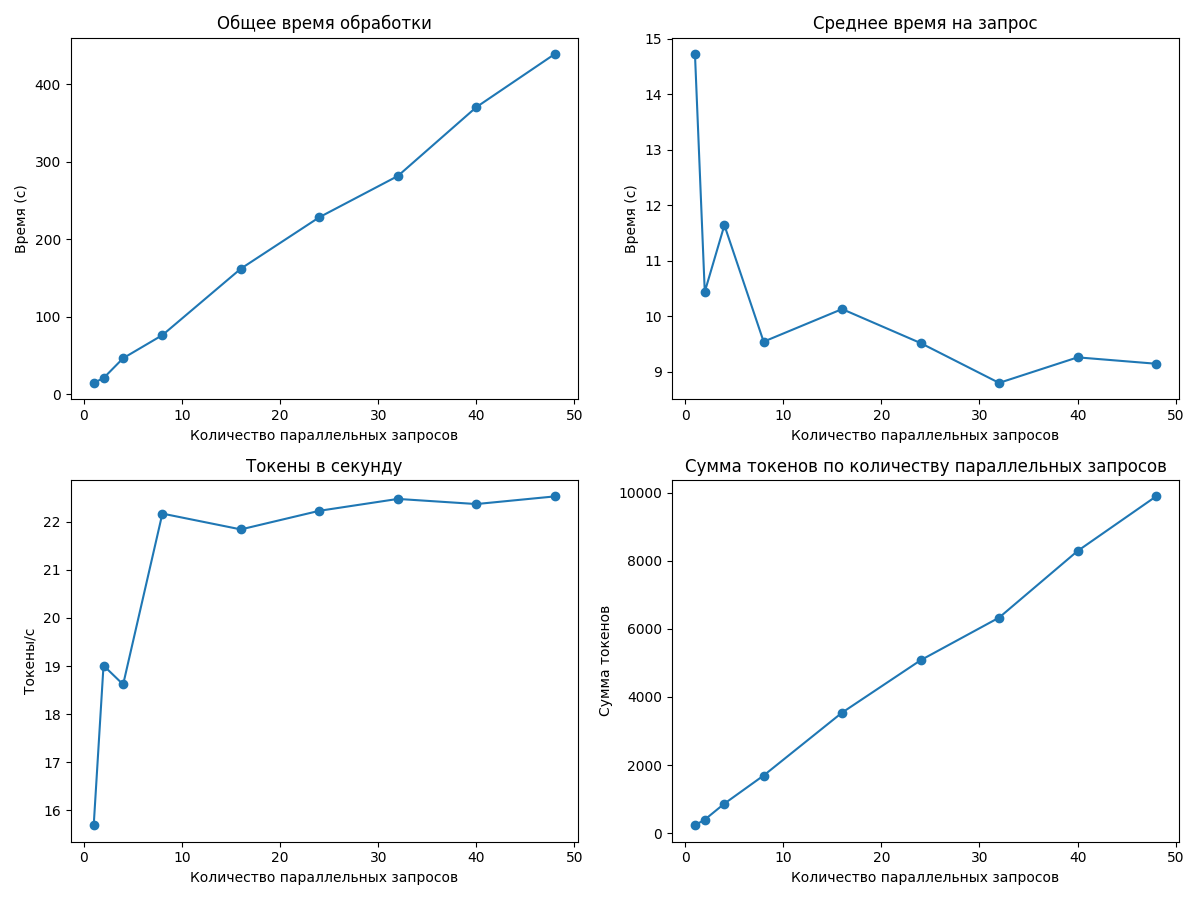 Общее время обработки
Время (с)
400
300
200
100
0
0 10 20 30 40 50
Количество параллельных запросов
Среднее время на запрос
Время (с)
15
14
13
12
11
10
9
0 10 20 30 40 50
Количество параллельных запросов
Токены в секунду
Токены/с
22
21
20
19
18
17
16
0 10 20 30 40 50
Количество параллельных запросов
Сумма токенов по количеству параллельных запросов
Сумма токенов
10000
8000
6000
4000
2000
0
0 10 20 30 40 50
Количество параллельных запросов